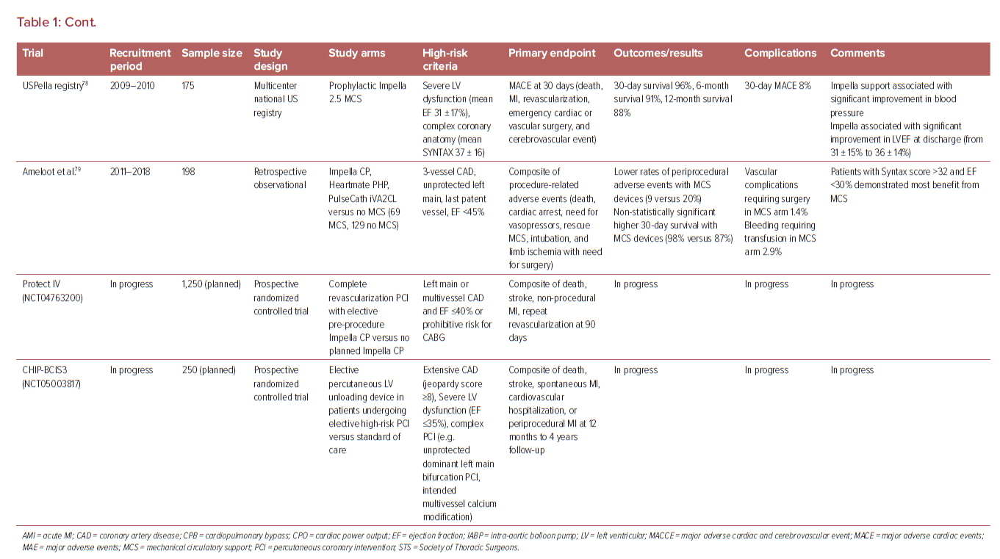 Table 1: Cont.
Trial
Recruitment
period
Sample size
Study
design
Study arms
High-risk
criteria
Primary endpoint
Outcomes/results
Complications
Comments
USPella registry78
2009–2010
175
Multicenter
national US
registry
Prophylactic Impella
2.5 MCS
Severe LV
dysfunction (mean
EF 31 ± 17%),
complex coronary
anatomy (mean
SYNTAX 37 ± 16)
MACE at 30 days (death,
MI, revascularization,
emergency cardiac or
vascular surgery, and
cerebrovascular event)
30-day survival 96%, 6-month
survival 91%, 12-month survival
88%
30-day MACE 8%
Impella support associated with
significant improvement in blood
pressure
Impella associated with significant
improvement in LVEF at discharge (from
31 ± 15% to 36 ± 14%)
Ameloot et al.79
2011–2018
198
Retrospective
observational
Impella CP,
Heartmate PHP,
PulseCath iVA2CL
versus no MCS (69
MCS, 129 no MCS)
3-vessel CAD,
unprotected left
main, last patent
vessel, EF <45%
Composite of
procedure-related
adverse events (death,
cardiac arrest, need for
vasopressors, rescue
MCS, intubation, and
limb ischemia with need
for surgery)
Lower rates of periprocedural
adverse events with MCS
devices (9 versus 20%)
Non-statistically significant
higher 30-day survival with
MCS devices (98% versus 87%)
Vascular
complications
requiring surgery
in MCS arm 1.4%
Bleeding requiring
transfusion in MCS
arm 2.9%
Patients with Syntax score >32 and EF
<30% demonstrated most benefit from
MCS
Protect IV
(NCT04763200)
In progress
1,250 (planned)
Prospective
randomized
controlled trial
Complete
revascularization PCI
with elective
pre-procedure
Impella CP versus no
planned Impella CP
Left main or
multivessel CAD
and EF ≤40% or
prohibitive risk for
CABG
Composite of death,
stroke, non-procedural
MI, repeat
revascularization at 90
days
In progress
In progress
In progress
CHIP-BCIS3
(NCT05003817)
In progress
250 (planned)
Prospective
randomized
controlled trial
Elective
percutaneous LV
unloading device in
patients undergoing
elective high-risk PCI
versus standard of
care
Extensive CAD
(jeopardy score
≥8), Severe LV
dysfunction (EF
≤35%), complex
PCI (e.g.
unprotected
dominant left main
bifurcation PCI,
intended
multivessel calcium
modification)
Composite of death,
stroke, spontaneous MI,
cardiovascular
hospitalization, or
periprocedural MI at 12
months to 4 years
follow-up
In progress
In progress
In progress
AMI = acute MI; CAD = coronary artery disease; CPB = cardiopulmonary bypass; CPO = cardiac power output; EF = ejection fraction; IABP = intra-aortic balloon pump; LV = left ventricular; MACCE = major adverse cardiac and cerebrovascular event; MACE = major adverse cardiac events;
MAE = major adverse events; MCS = mechanical circulatory support; PCI = percutaneous coronary intervention; STS = Society of Thoracic Surgeons.